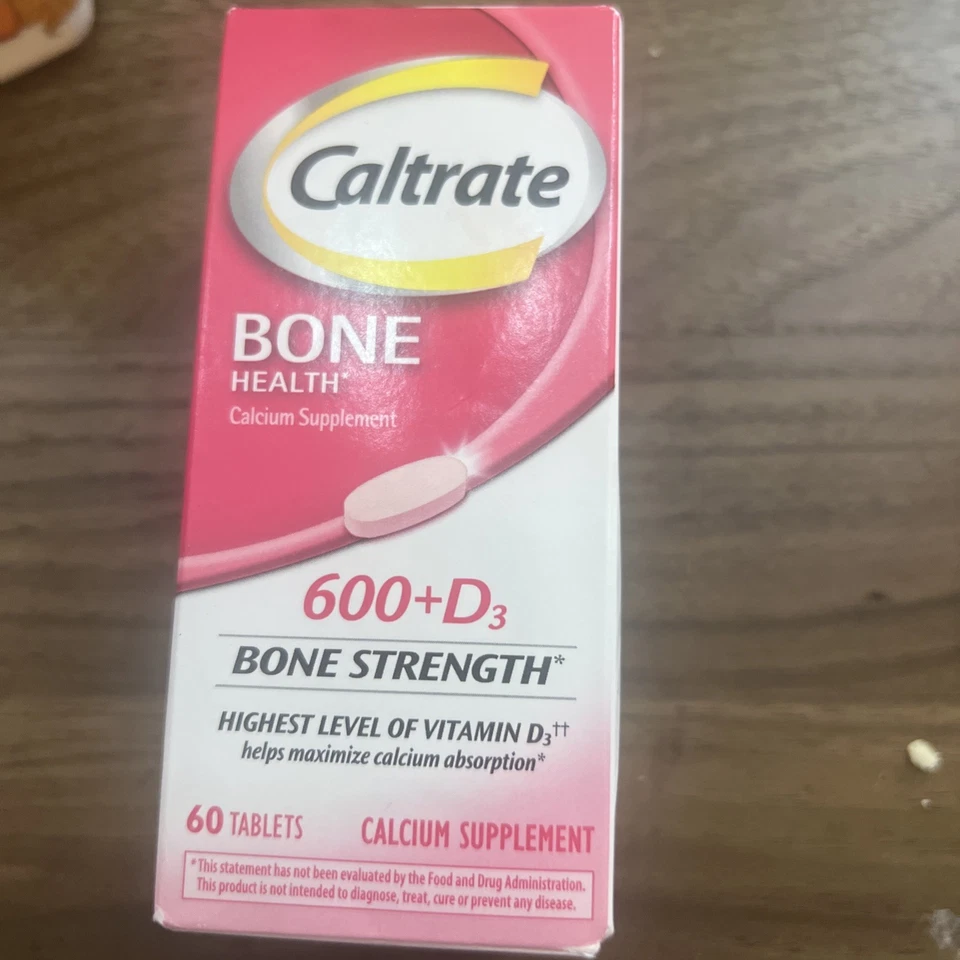 Caltrate
BONE
HEALTH*
Calcium Supplement
600+D₃
BONE STRENGTH*
HIGHEST LEVEL OF VITAMIN D₃††
helps maximize calcium absorption*
60 TABLETS
CALCIUM SUPPLEMENT
*This statement has not been evaluated by the Food and Drug Administration.
This product is not intended to diagnose, treat, cure or prevent any disease.